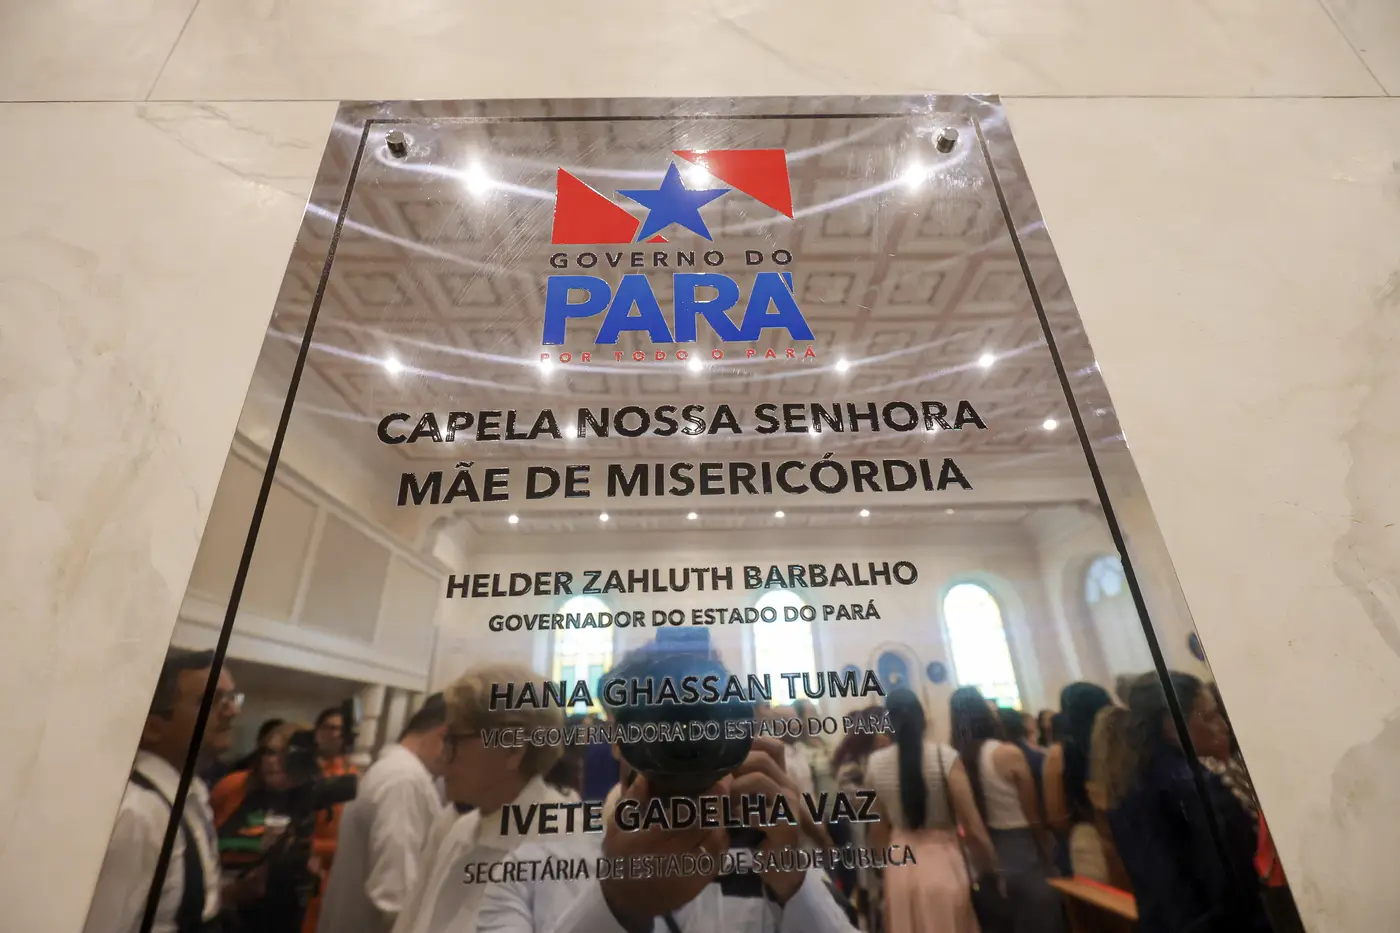 GOVERNO DO
PARÁ
POR TODO O PARÁ
CAPELA NOSSA SENHORA
MÃE DE MISERICÓRDIA
HELDER ZAHLUTH BARBALHO
GOVERNADOR DO ESTADO DO PARÁ
HANA GHASSAN TUMA
VICE-GOVERNADORA DO ESTADO DO PARÁ
IVETE GADELHA VAZ
SECRETÁRIA DE ESTADO DE SAÚDE PÚBLICA